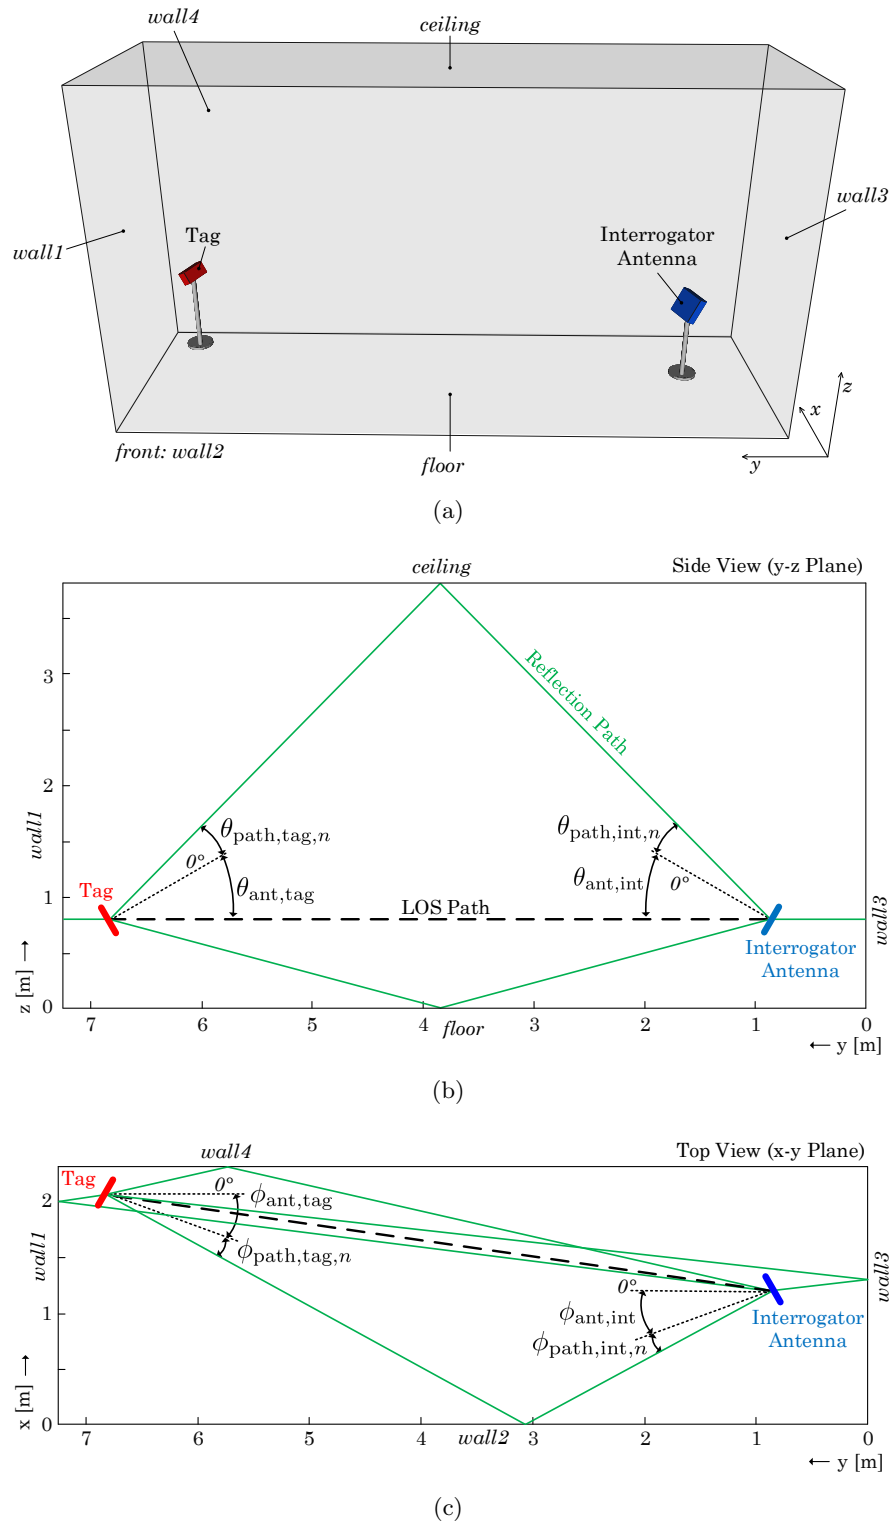 wall4
ceiling
wall3
wall1
Tag
Interrogator
Antenna
z
x
y
front: wall2
floor
(a)
ceiling
Side View (y-z Plane)
3
2
1
0
z [m] →
wall1
Reflection Path
θpath,tag,n
θpath,int,n
0°
0°
θant,tag
θant,int
Tag
LOS Path
Interrogator
Antenna
wall3
7
6
5
4
3
2
1
0
floor
← y [m]
(b)
wall4
Top View (x-y Plane)
Tag
0°
ϕant,tag
ϕpath,tag,n
2
1
0
x [m] →
wall1
wall3
0°
ϕant,int
ϕpath,int,n
Interrogator
Antenna
wall2
7
6
5
4
3
2
1
0
← y [m]
(c)